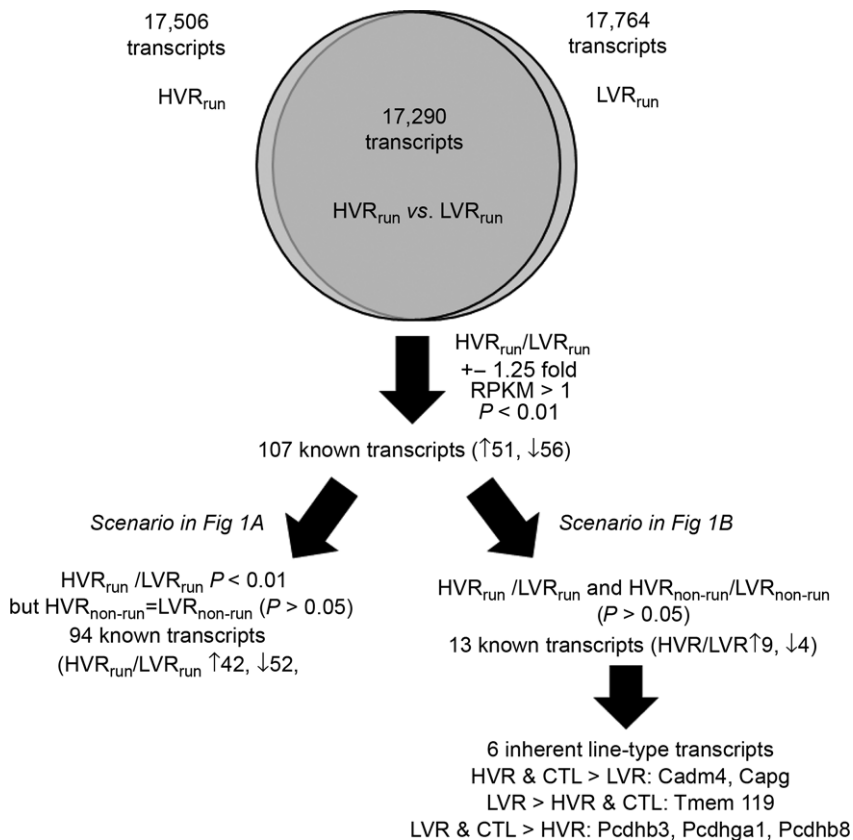 17,506
transcripts
HVRrun
17,764
transcripts
LVRrun
17,290
transcripts
HVRrun vs. LVRrun
HVRrun/LVRrun
+– 1.25 fold
RPKM > 1
P < 0.01
107 known transcripts (↑51, ↓56)
Scenario in Fig 1A
Scenario in Fig 1B
HVRrun /LVRrun P < 0.01
but HVRnon-run=LVRnon-run (P > 0.05)
94 known transcripts
(HVRrun/LVRrun ↑42, ↓52,
HVRrun /LVRrun and HVRnon-run/LVRnon-run
(P > 0.05)
13 known transcripts (HVR/LVR↑9, ↓4)
6 inherent line-type transcripts
HVR & CTL > LVR: Cadm4, Capg
LVR > HVR & CTL: Tmem 119
LVR & CTL > HVR: Pcdhb3, Pcdhga1, Pcdhb8